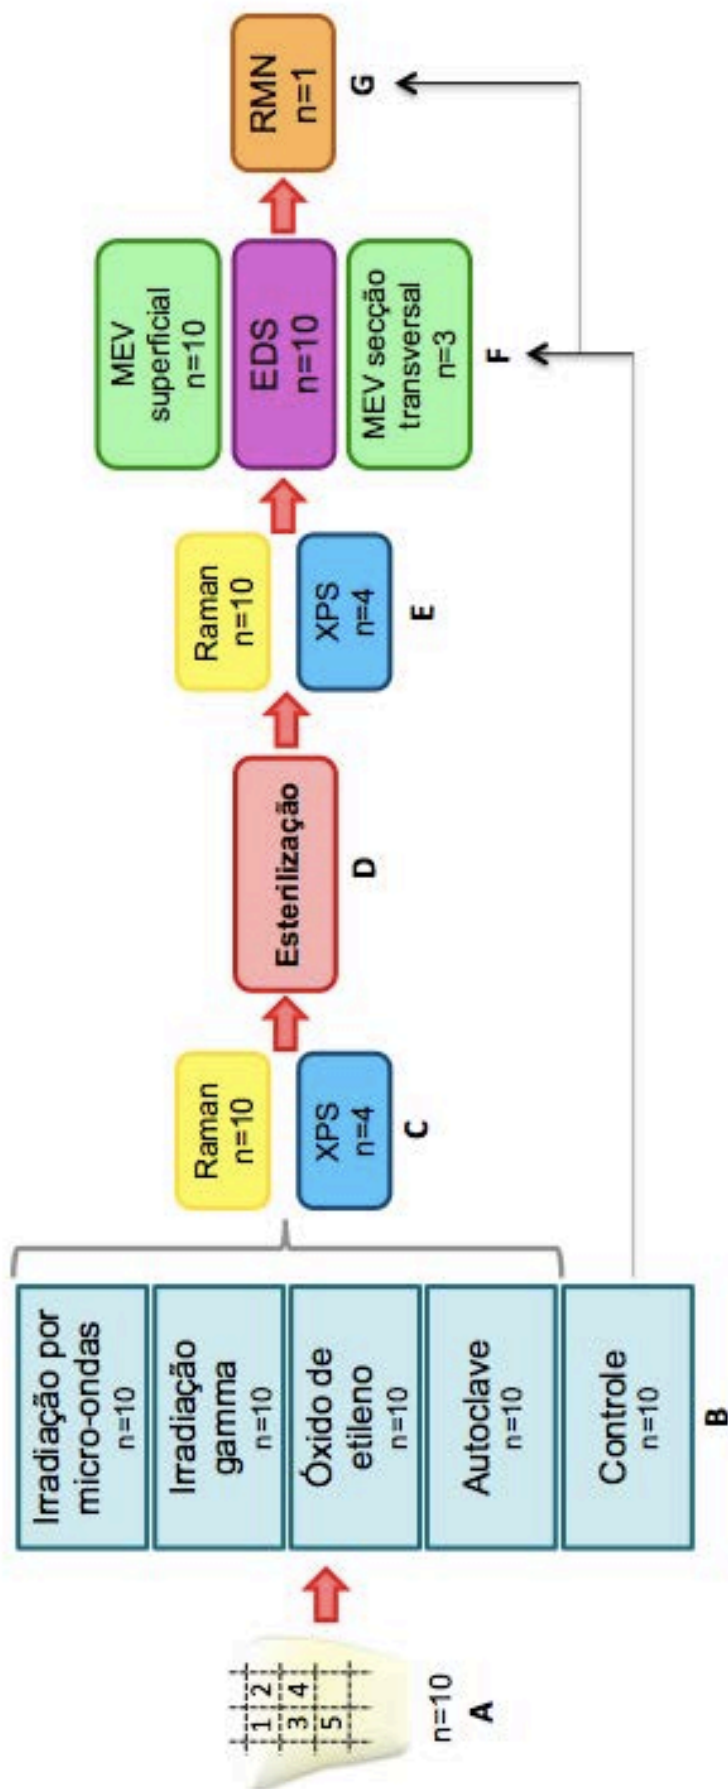 1 2
3 4
5
n=10
A
Irradiação por
micro-ondas
n=10
Irradiação
gamma
n=10
Óxido de
etileno
n=10
Autoclave
n=10
Controle
n=10
B
Raman
n=10
XPS
n=4
C
Esterilização
D
Raman
n=10
XPS
n=4
E
MEV
superficial
n=10
EDS
n=10
MEV secção
transversal
n=3
F
RMN
n=1
G